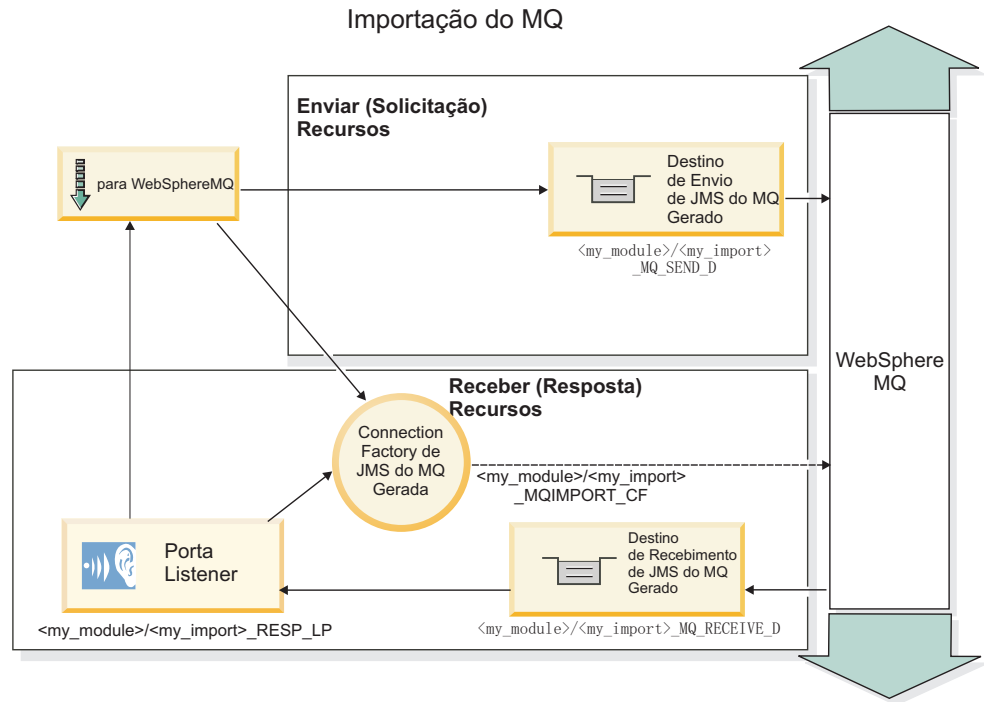 Importação do MQ
Enviar (Solicitação)
Recursos
para WebSphereMQ
Destino
de Envio
de JMS do MQ
Gerado
<my_module>/<my_import>
_MQ_SEND_D
WebSphere
MQ
Receber (Resposta)
Recursos
Connection
Factory de
JMS do MQ
Gerada
<my_module>/<my_import>
_MQIMPORT_CF
Porta
Listener
<my_module>/<my_import>_RESP_LP
Destino
de Recebimento
de JMS do MQ
Gerado
<my_module>/<my_import>_MQ_RECEIVE_D